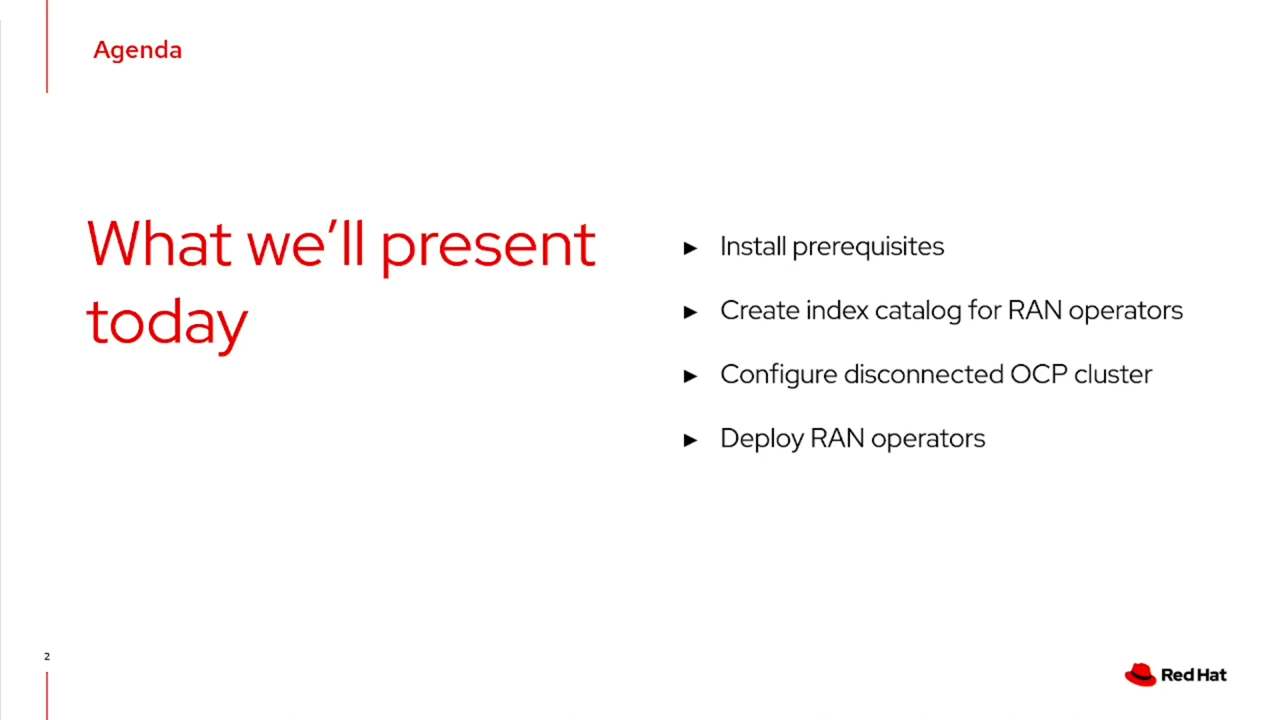 Agenda
What we’ll present
today
► Install prerequisites
► Create index catalog for RAN operators
► Configure disconnected OCP cluster
► Deploy RAN operators
2
Red Hat